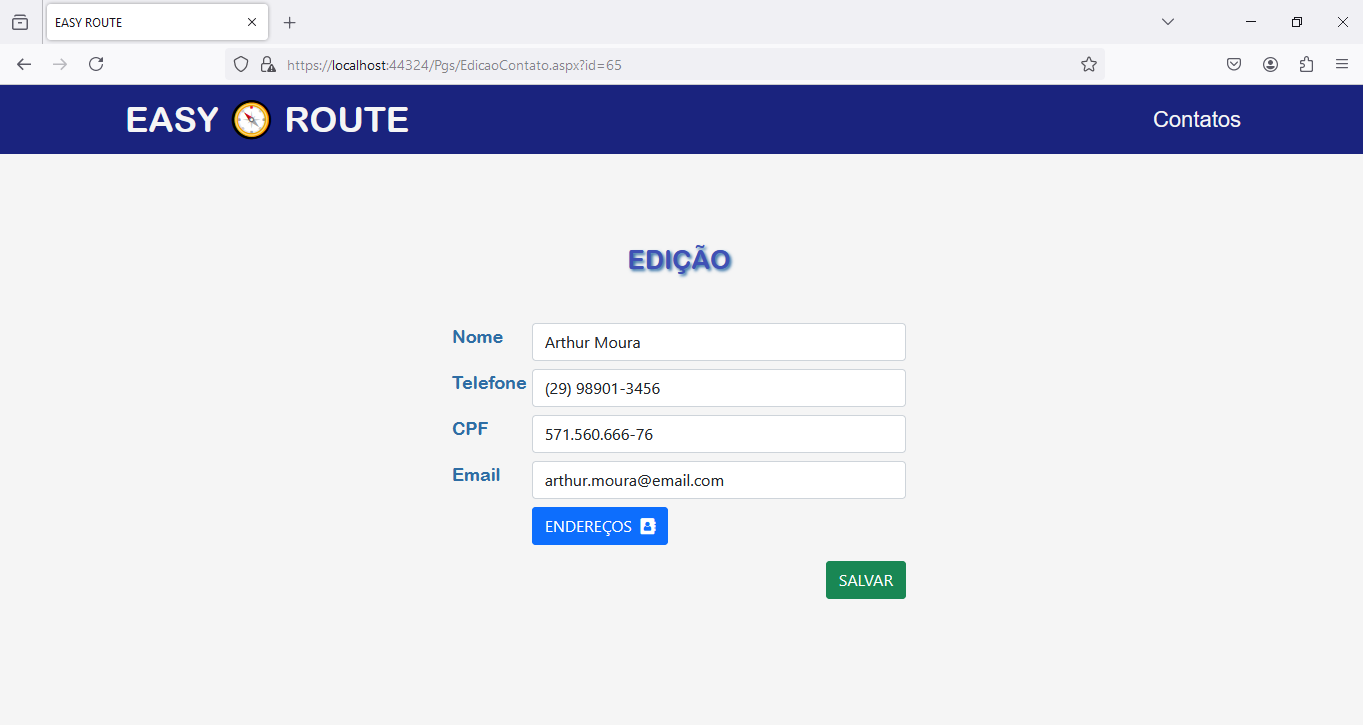 EASY ROUTE
https://localhost:44324/Pgs/EdicaoContato.aspx?id=65
EASY ROUTE Contatos
EDIÇÃO
Nome Arthur Moura
Telefone (29) 98901-3456
CPF 571.560.666-76
Email arthur.moura@email.com
ENDEREÇOS
SALVAR